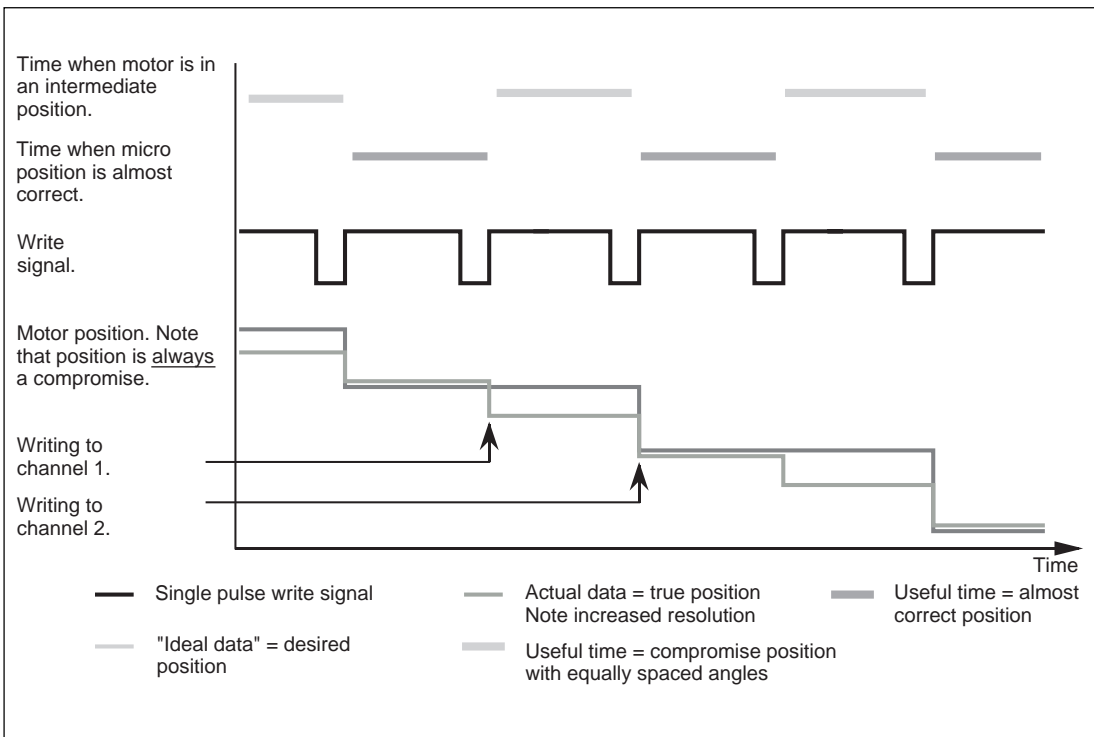 Time when motor is in
an intermediate
position.
Time when micro
position is almost
correct.
Write
signal.
Motor position. Note
that position is always
a compromise.
Writing to
channel 1.
Writing to
channel 2.
Time
Single pulse write signal
"Ideal data" = desired
position
Actual data = true position
Note increased resolution
Useful time = compromise position
with equally spaced angles
Useful time = almost
correct position